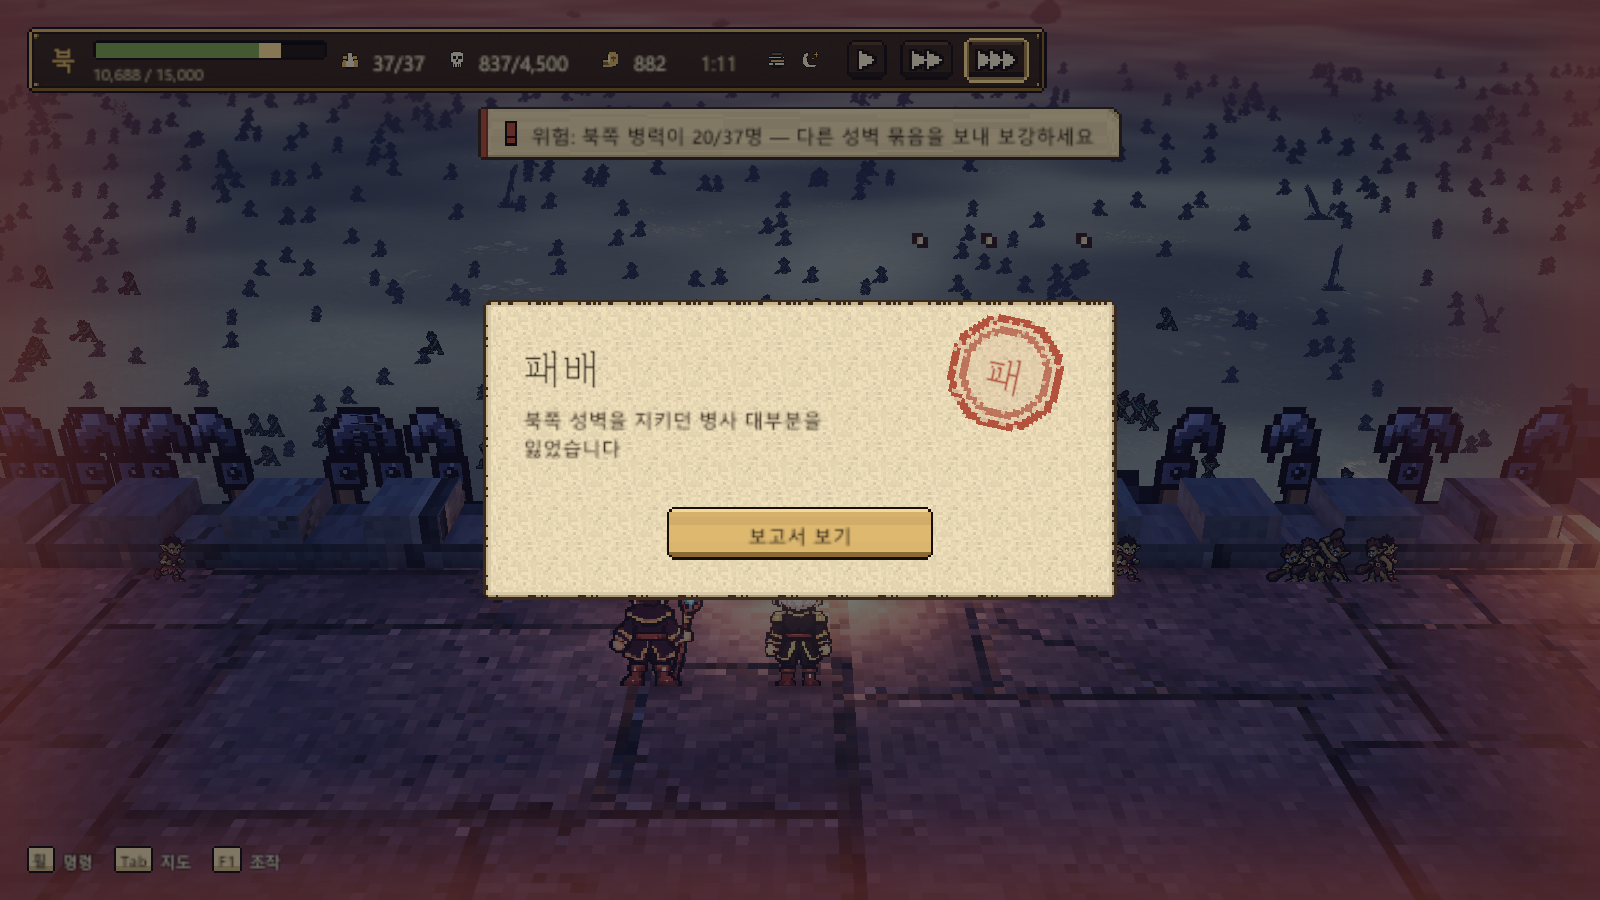 북
10,688 / 15,000
37/37
837/4,500
882
1:11
위험: 북쪽 병력이 20/37명 — 다른 성벽 묶음을 보내 보강하세요
패배
패
북쪽 성벽을 지키던 병사 대부분을
잃었습니다
보고서 보기
휠 명령 Tab 지도 F1 조작